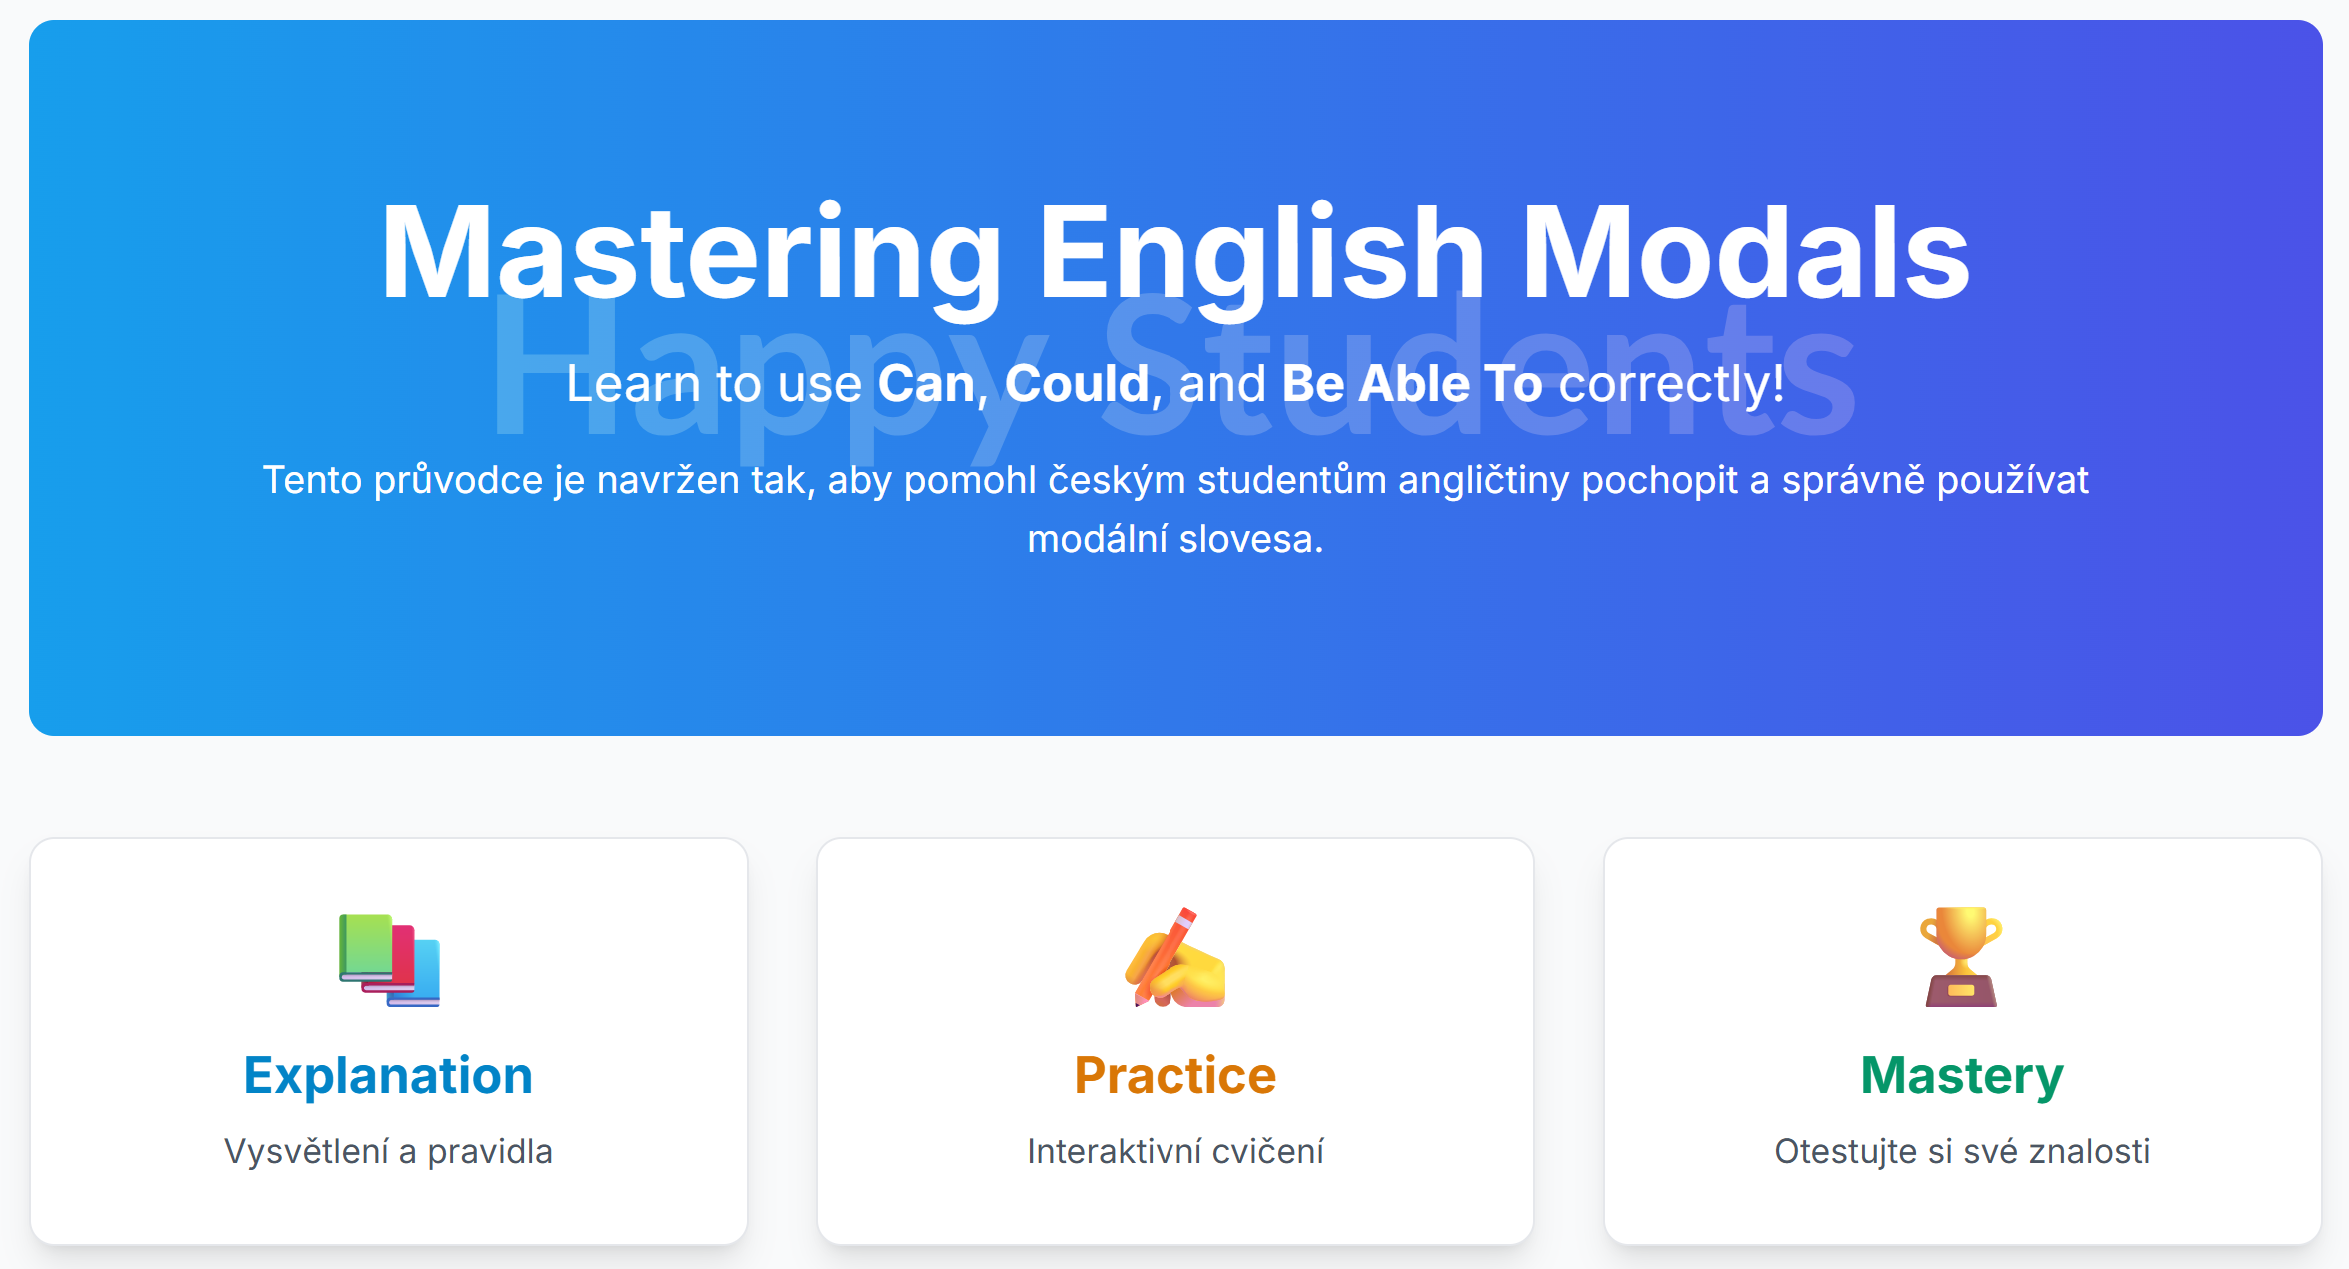 Mastering English Modals
Happy Students
Learn to use Can, Could, and Be Able To correctly!
Tento průvodce je navržen tak, aby pomohl českým studentům angličtiny pochopit a správně používat
modální slovesa.
Explanation
Vysvětlení a pravidla
Practice
Interaktivní cvičení
Mastery
Otestujte si své znalosti